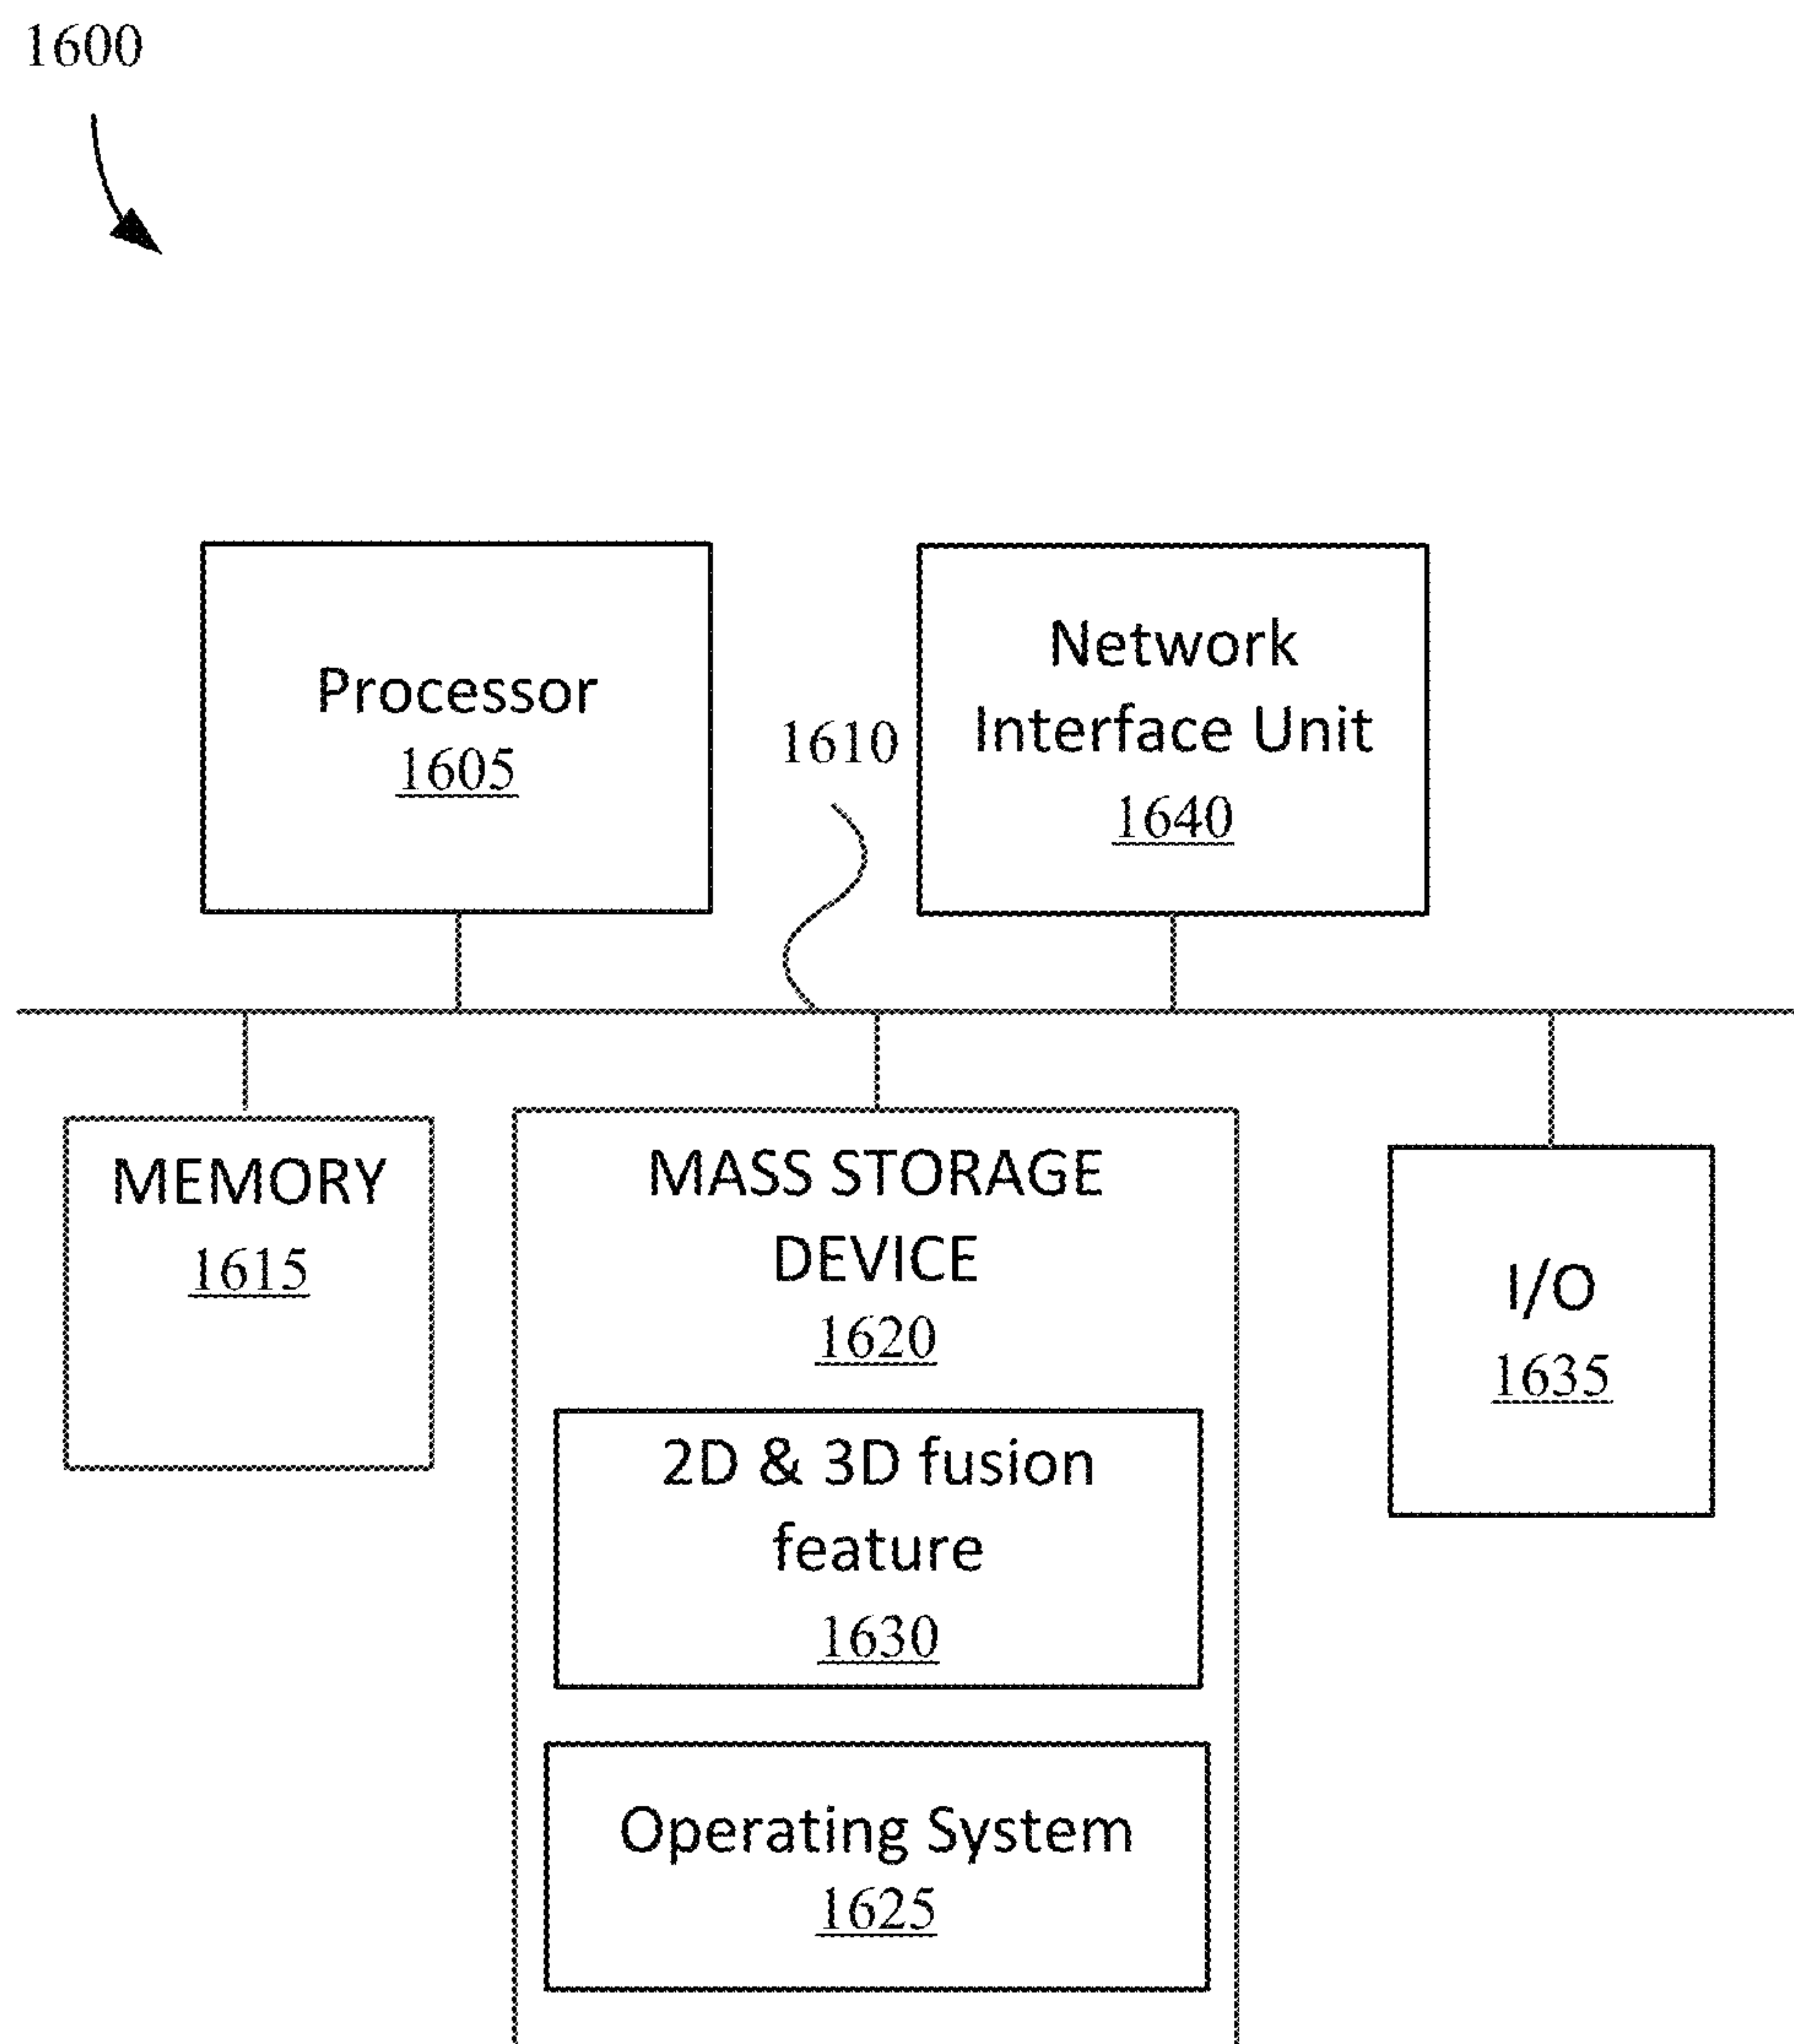 1600
Processor
1605
1610
Network
Interface Unit
1640
MEMORY
1615
MASS STORAGE
DEVICE
1620
2D & 3D fusion
feature
1630
Operating System
1625
I/O
1635